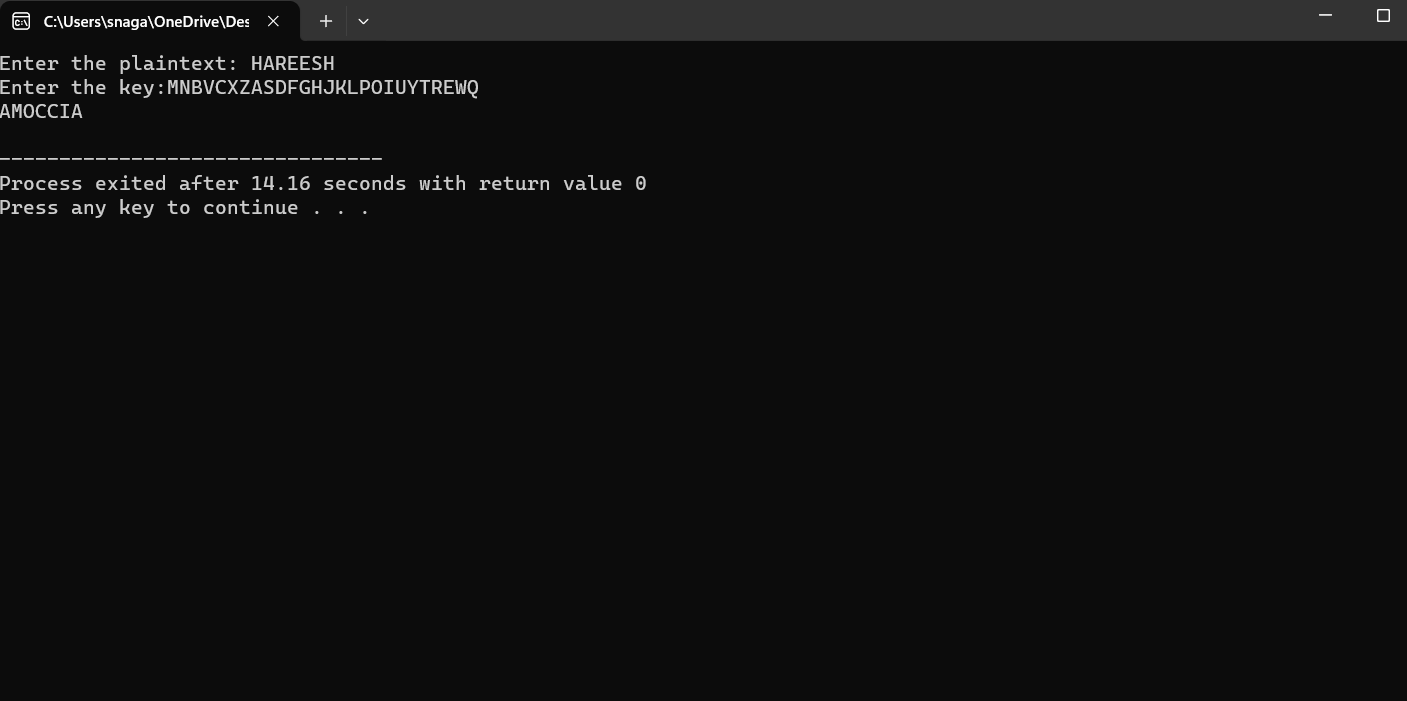 C:\Users\snaga\OneDrive\Des
Enter the plaintext: HAREESH
Enter the key:MNBVCXZASDFGHJKLPOIUYTREWQ
AMOCCIA
--------------------------------
Process exited after 14.16 seconds with return value 0
Press any key to continue . . .